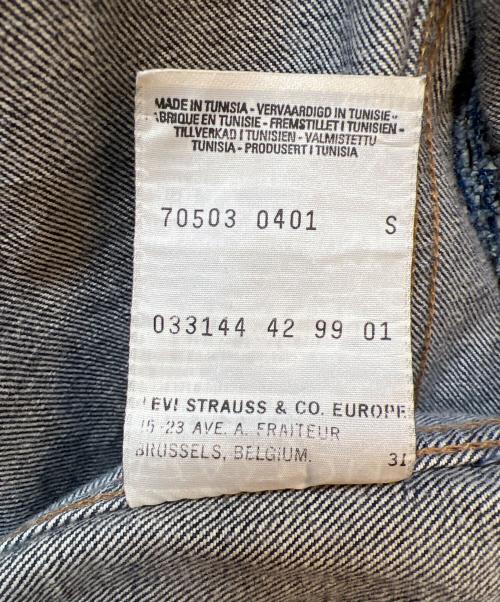 MADE IN TUNISIA - VERVAARDIGD IN TUNISIE -
ABRIQUE EN TUNISIE - FREMSTILLET I TUNISIEN -
TILLVERKAD I TUNISIEN - VALMISTETTU
TUNISIA - PRODUSERT I TUNISIA
70503 0401 S
033144 42 99 01
LEVI STRAUSS & CO. EUROPE
15-23 AVE. A. FRAITEUR
BRUSSELS, BELGIUM. 31